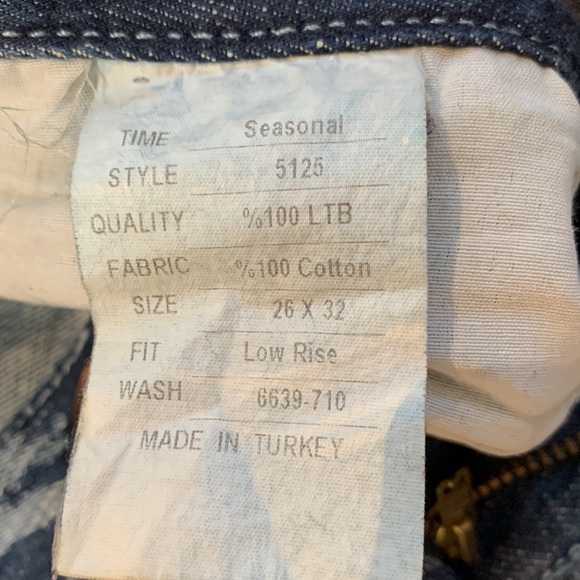 TIME Seasonal
STYLE 5125
QUALITY %100 LTB
FABRIC %100 Cotton
SIZE 26 X 32
FIT Low Rise
WASH 6639-710
MADE IN TURKEY